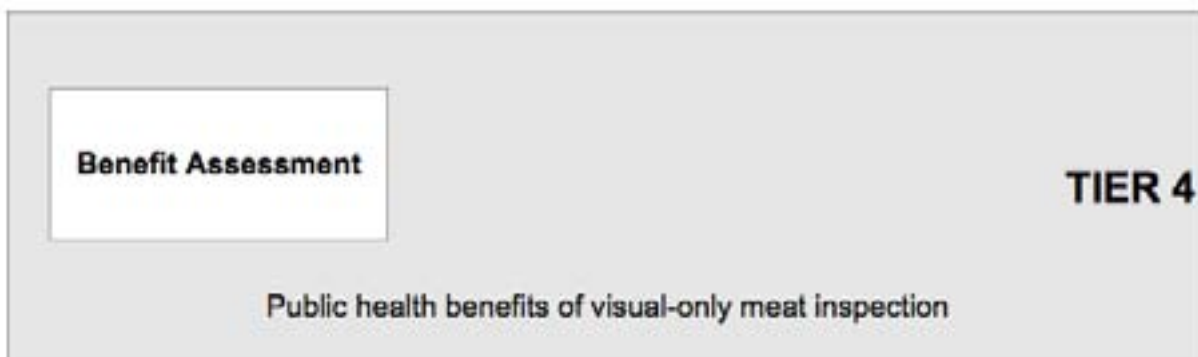 Benefit Assessment
TIER 4
Public health benefits of visual-only meat inspection